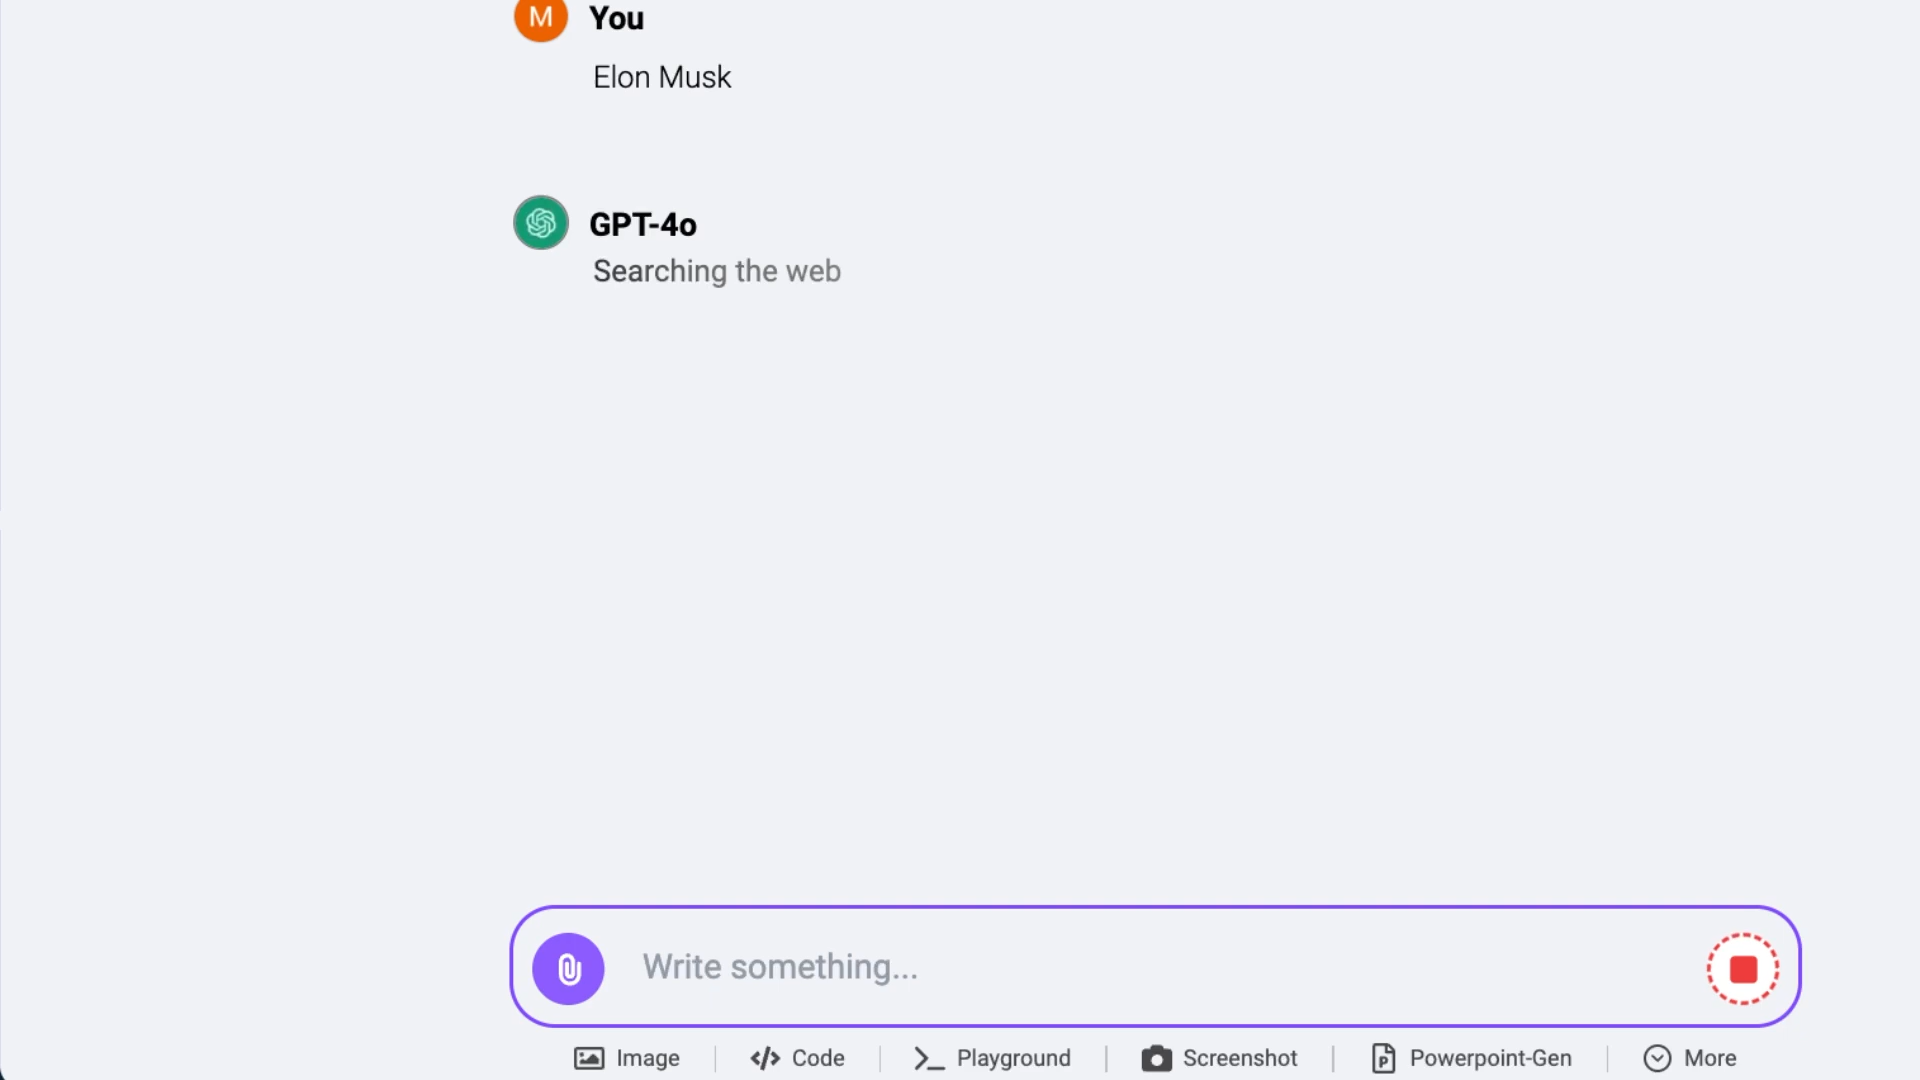 M You
Elon Musk
GPT-4o
Searching the web
Write something...
Image Code Playground Screenshot Powerpoint-Gen More